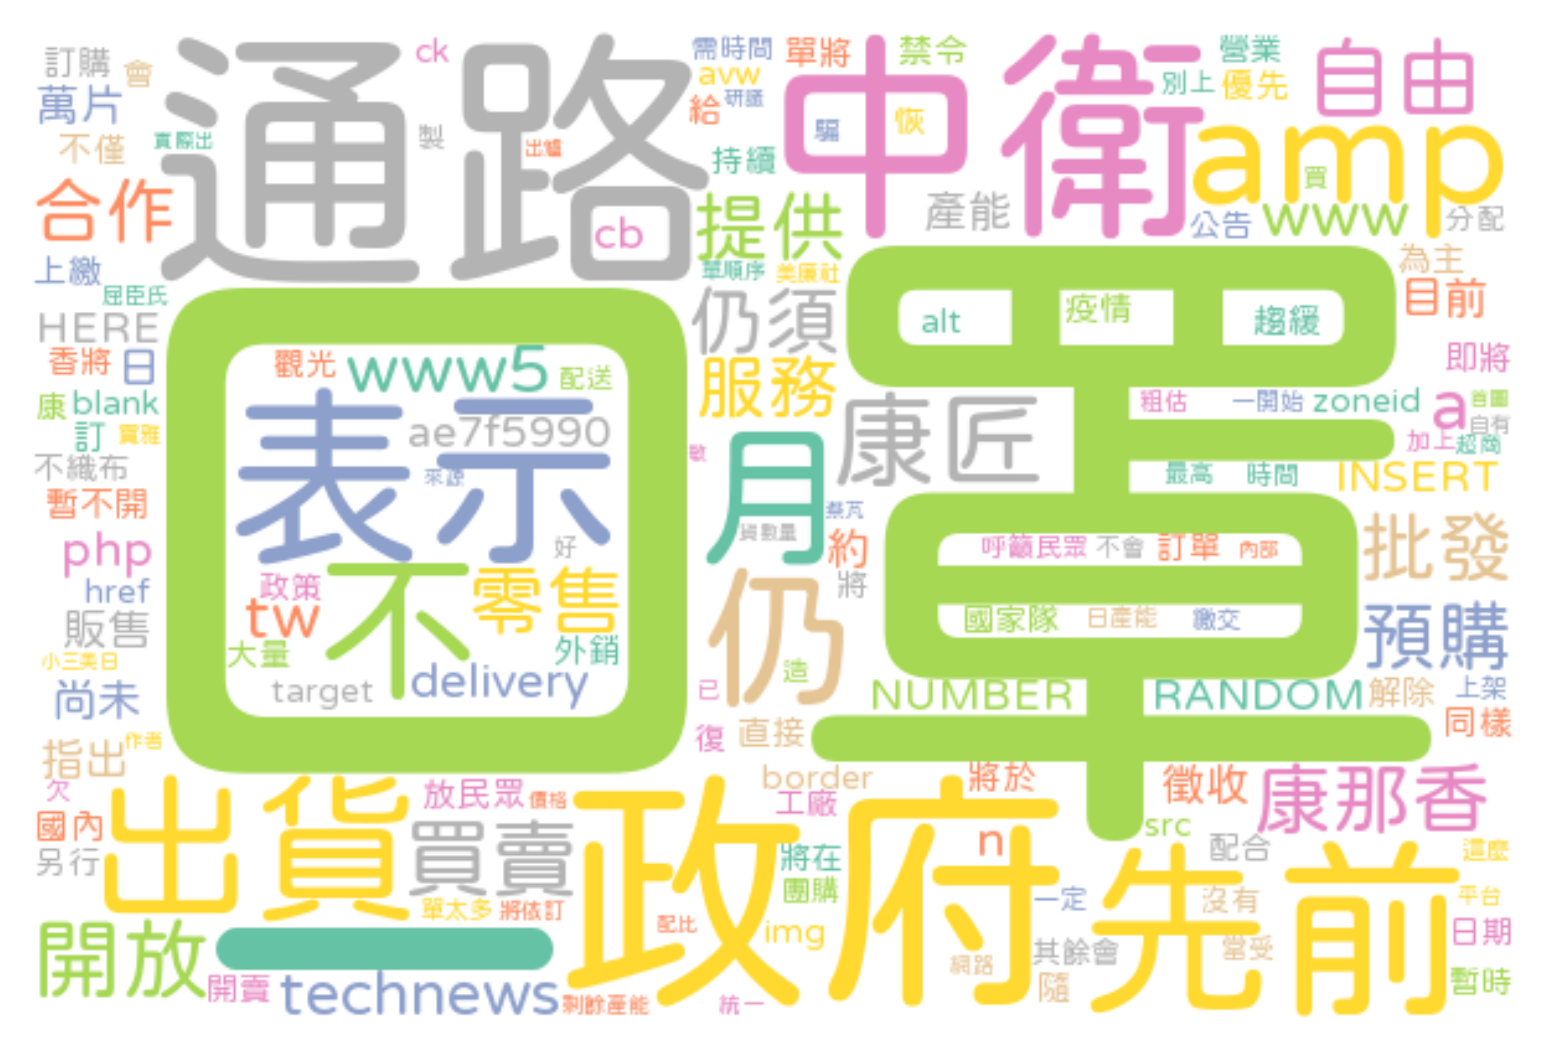 訂購 會 ck 需時間 單將 禁令 營業 自由
萬片 通路 avw 研議 中衛 別上 優先
不僅 實際出 製 出爐 給 騙 恢 amp
合作 cb 持續 買
提供 產能 公告 www 分配
上繳 單順序 美廉社 為主
屈臣氏 口罩 仍須 alt 疫情 趨緩 目前
HERE
香將 日 觀光 www5 配送 服務 即將
康 blank 表示 ae7f5990 康匠 粗估 一開始 zoneid a 首圖
訂 寶雅 自有
不織布 來源 敏 月 加上 超商
暫不開 最高 時間 INSERT
php 好 貨數量 蔡芃 約 呼籲民眾 不會 訂單 內部 批發
href 政策 不 零售 仍 將
販售 tw 國家隊 日產能 繳交 預購
小三美日 大量 外銷 造
尚未 target delivery 已 NUMBER RANDOM 解除 上架
指出 作者 復 直接 同樣
欠 出貨 放民眾 價格 政府 border 將於 徵收 康那香
國內 買賣 工廠 n src 配合 這麼
另行 將在 先前
單太多 將依訂 團購 一定 沒有 平台
開放 配比 img 其餘會 當受 日期
開賣 technews 剩餘產能 統一 網路 隨 暫時